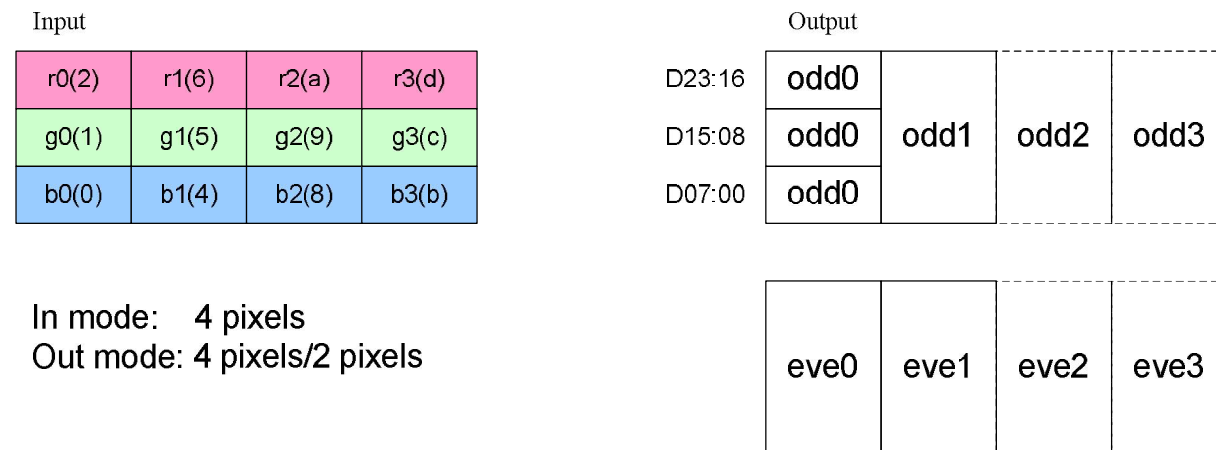 Input
r0(2) r1(6) r2(a) r3(d)
g0(1) g1(5) g2(9) g3(c)
b0(0) b1(4) b2(8) b3(b)
In mode: 4 pixels
Out mode: 4 pixels/2 pixels
Output
D23:16 odd0
D15:08 odd0 odd1 odd2 odd3
D07:00 odd0
eve0 eve1 eve2 eve3